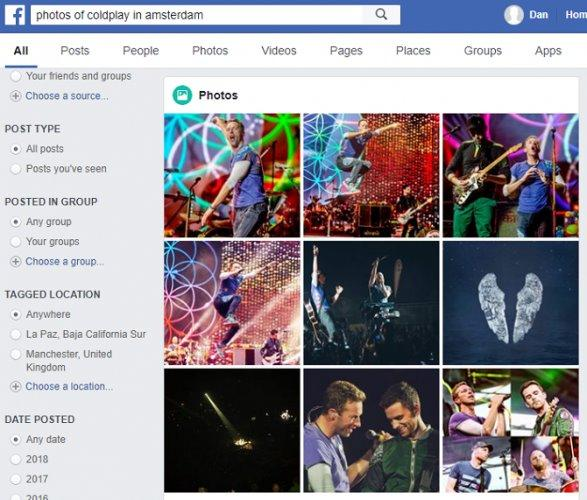 f photos of coldplay in amsterdam Dan Hom
All Posts People Photos Videos Pages Places Groups Apps
Your friends and groups
Choose a source...
Photos
POST TYPE
All posts
Posts you've seen
POSTED IN GROUP
Any group
Your groups
Choose a group...
TAGGED LOCATION
Anywhere
La Paz, Baja California Sur
Manchester, United
Kingdom
Choose a location...
DATE POSTED
Any date
2018
2017
2016